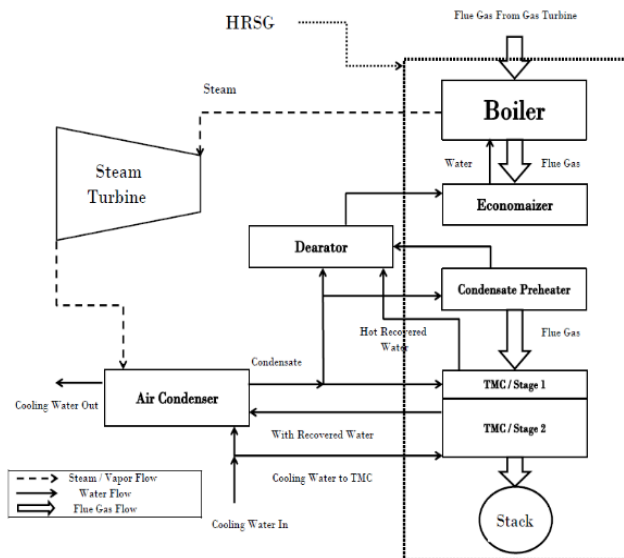 HRSG
Flue Gas From Gas Turbine
Steam
Boiler
Water
Flue Gas
Steam
Turbine
Economaizer
Dearator
Condensate Preheater
Hot Recovered
Water
Flue Gas
Condensate
TMC / Stage 1
Air Condenser
Cooling Water Out
With Recovered Water
TMC / Stage 2
Steam / Vapor Flow
Water Flow
Flue Gas Flow
Cooling Water to TMC
Cooling Water In
Stack